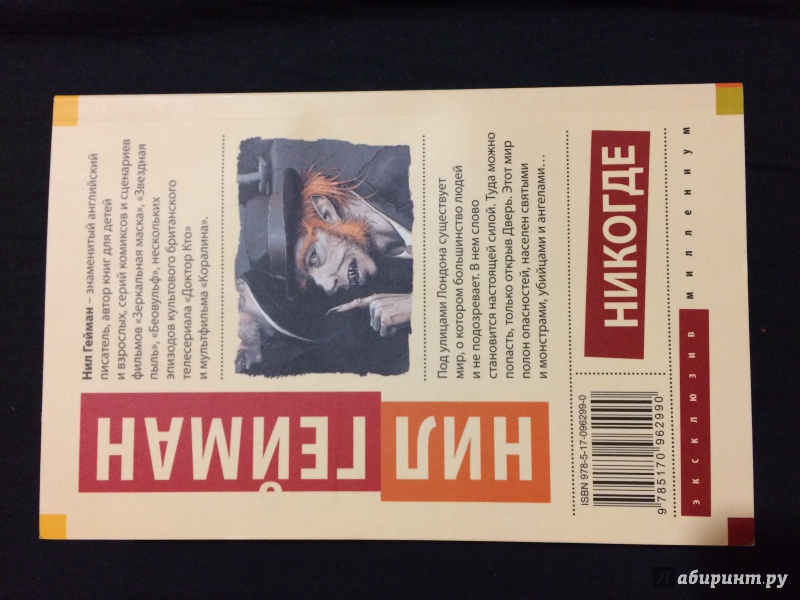 Нил Гейман – знаменитый английский
писатель, автор книг для детей
и взрослых, серий комиксов и сценариев
фильмов «Зеркальная маска», «Звездная
пыль», «Беовульф», нескольких
эпизодов культового британского
телесериала «Доктор Кто»
и мультфильма «Коралина».
НИЛ
ГЕЙМАН
Под улицами Лондона существует
мир, о котором большинство людей
и не подозревает. В нем слово
становится настоящей силой. Туда можно
попасть, только открыв Дверь. Этот мир
полон опасностей, населен святыми
и монстрами, убийцами и ангелами...
НИКОГДЕ
ISBN 978-5-17-096299-0
9 785170 962990
эксклюзив миллениум
Лабиринт.ру